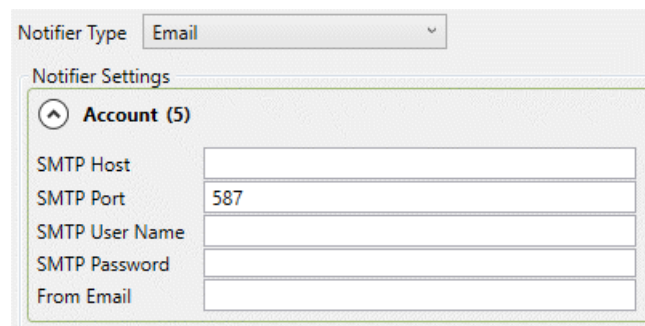 Notifier Type Email
Notifier Settings
Account (5)
SMTP Host
SMTP Port 587
SMTP User Name
SMTP Password
From Email